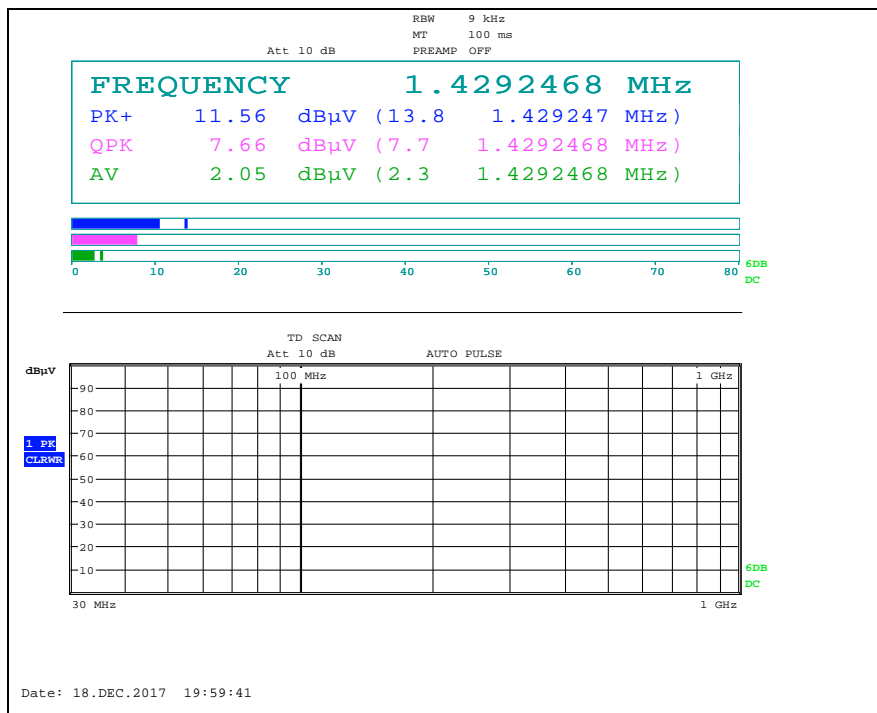 RBW 9 kHz
MT 100 ms
Att 10 dB PREAMP OFF
FREQUENCY 1.4292468 MHz
PK+ 11.56 dBµV (13.8 1.429247 MHz)
QPK 7.66 dBµV (7.7 1.4292468 MHz)
AV 2.05 dBµV (2.3 1.4292468 MHz)
0 10 20 30 40 50 60 70 80
6DB
DC
TD SCAN
Att 10 dB AUTO PULSE
dBµV
100 MHz 1 GHz
90
80
70
1 PK
CLRWR
60
50
40
30
20
10
6DB
DC
30 MHz 1 GHz
Date: 18.DEC.2017 19:59:41